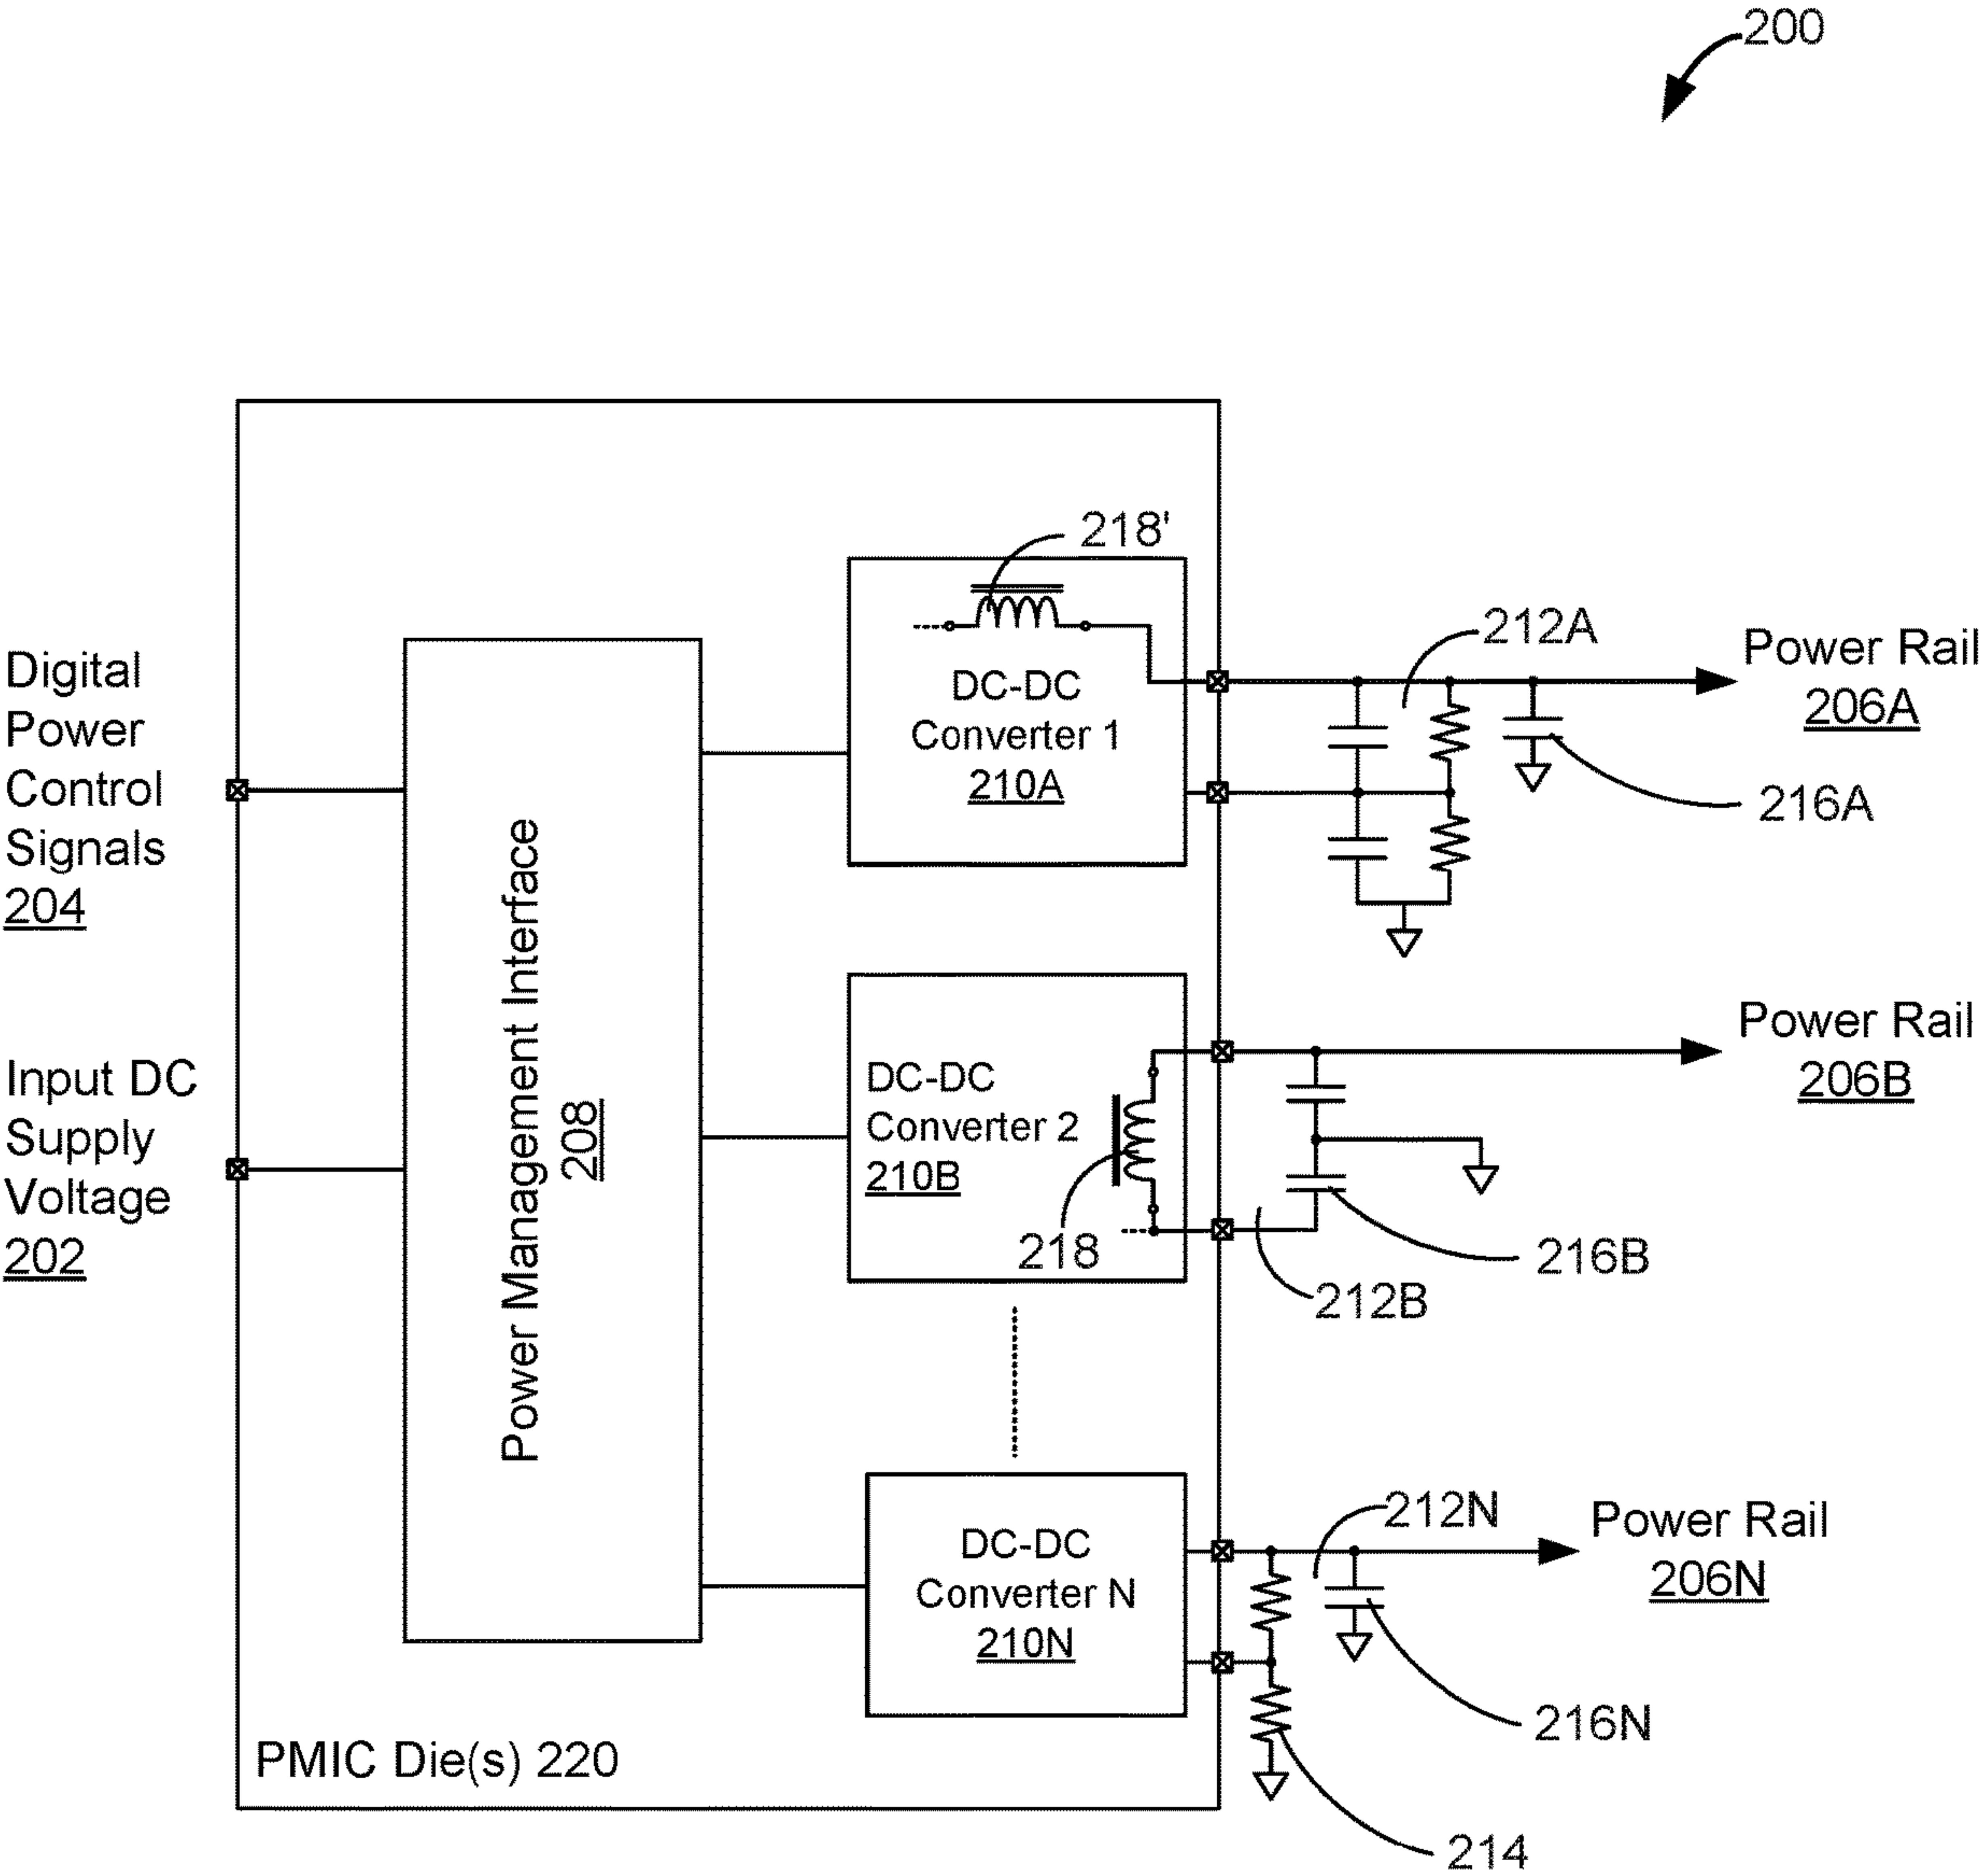 200
218'
212A
Power Rail
206A
DC-DC
Converter 1
210A
216A
Digital
Power
Control
Signals
204
Power Management Interface
208
Input DC
Supply
Voltage
202
DC-DC
Converter 2
210B
218
Power Rail
206B
216B
212B
DC-DC
Converter N
210N
212N
Power Rail
206N
216N
214
PMIC Die(s) 220